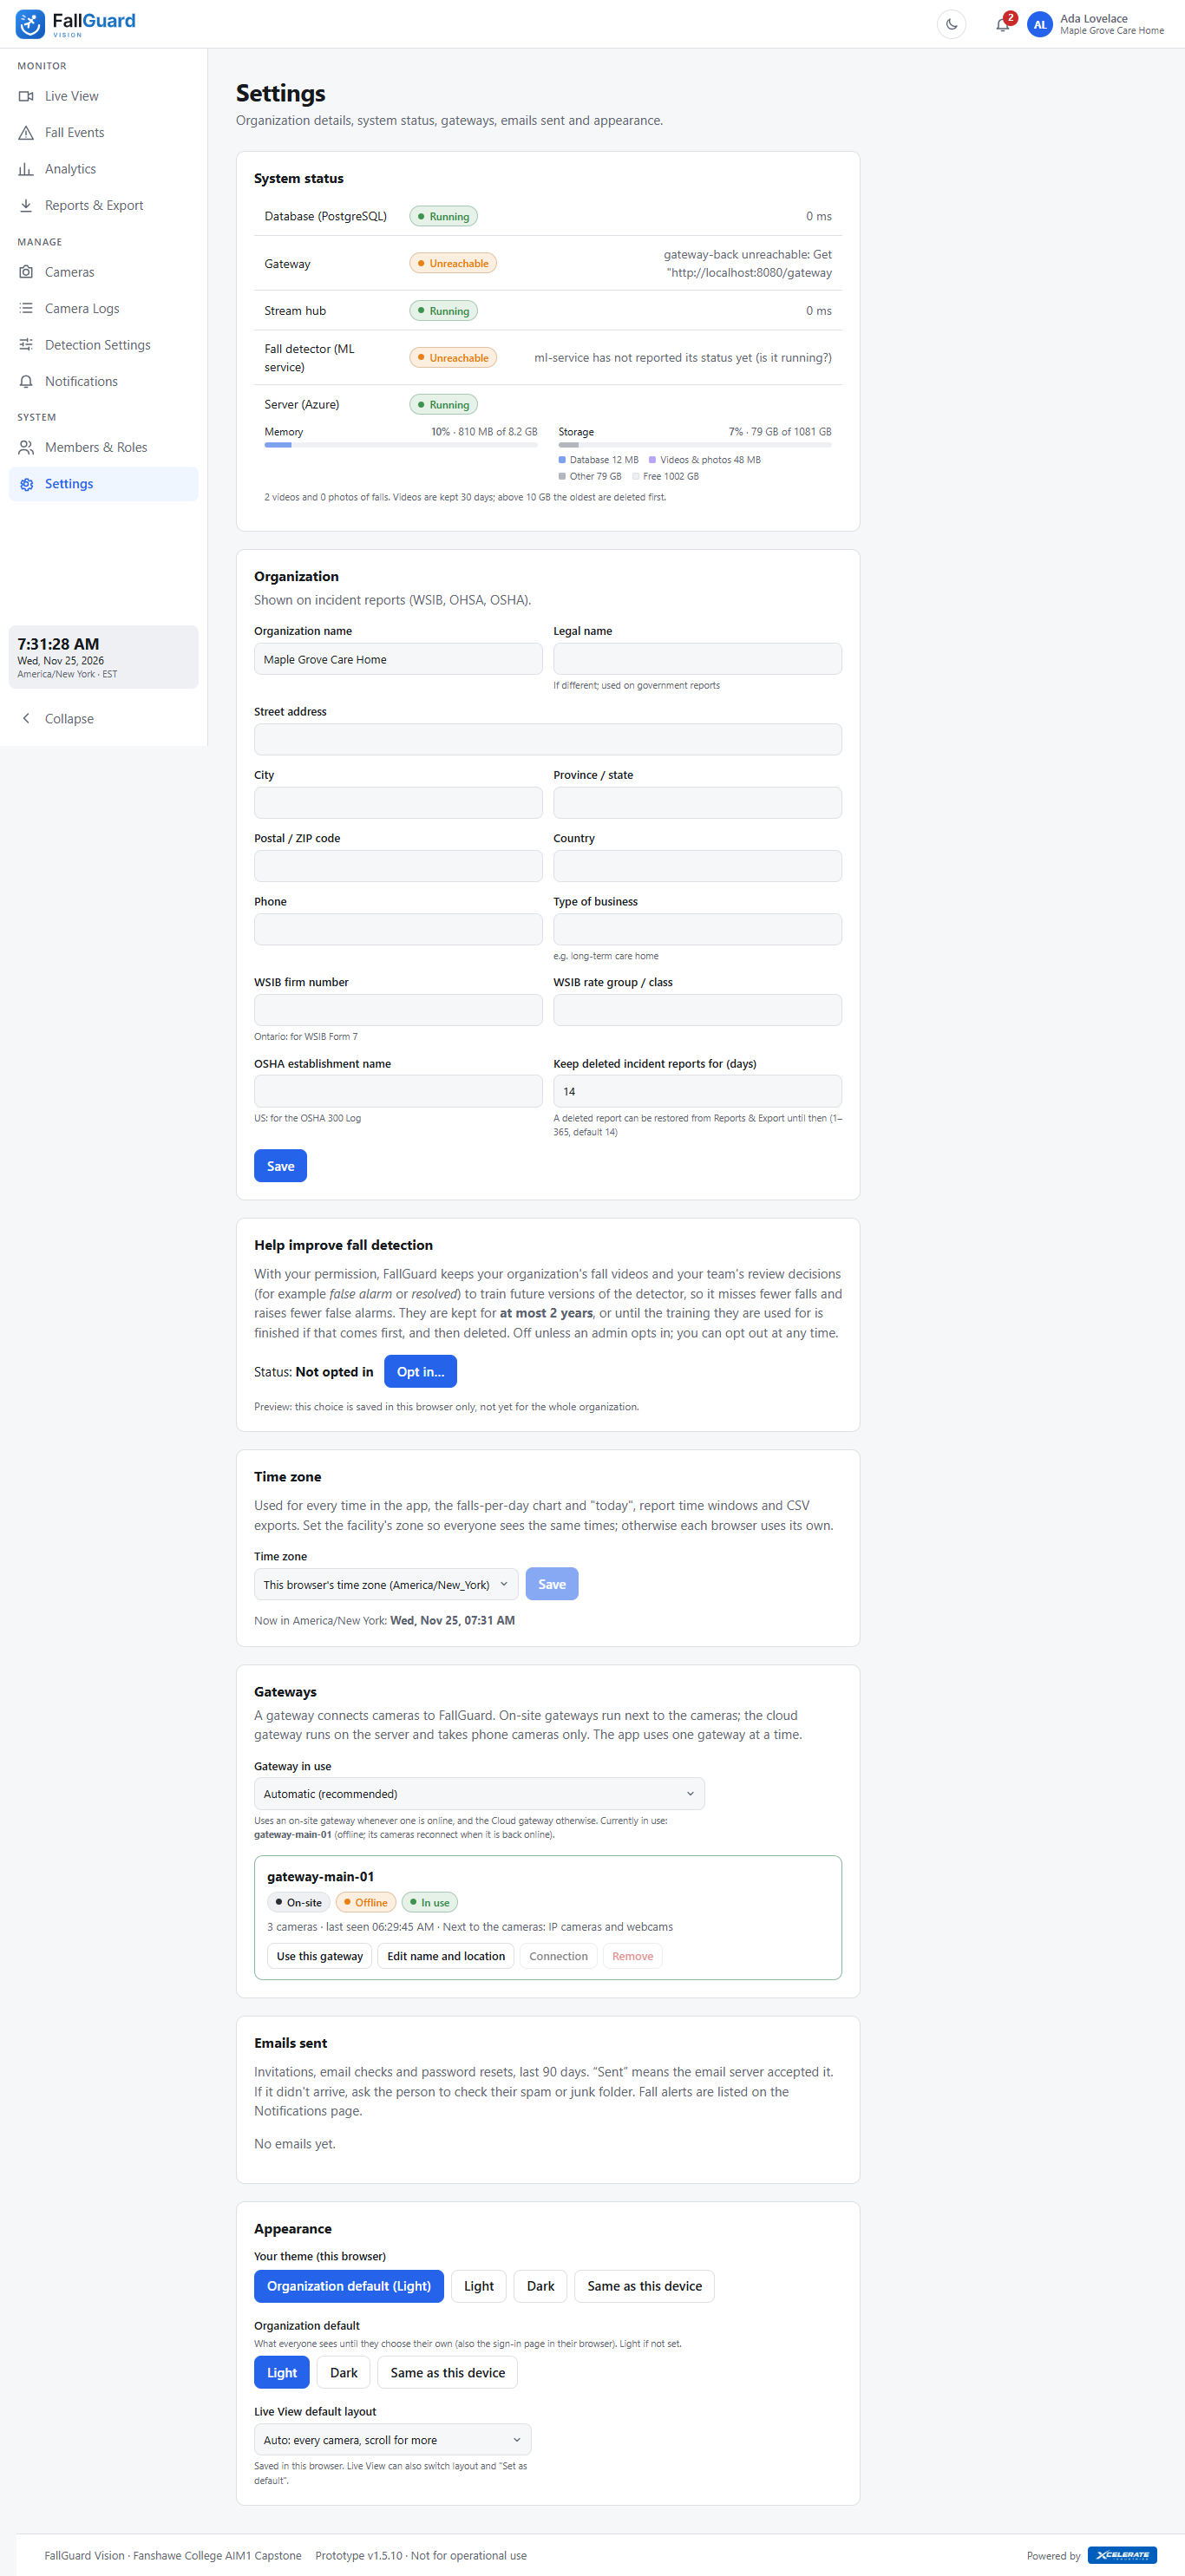 FallGuard
VISION
2
AL
Ada Lovelace
Maple Grove Care Home
MONITOR
Live View
Fall Events
Analytics
Reports & Export
MANAGE
Cameras
Camera Logs
Detection Settings
Notifications
SYSTEM
Members & Roles
Settings
7:31:28 AM
Wed, Nov 25, 2026
America/New York · EST
Collapse
Settings
Organization details, system status, gateways, emails sent and appearance.
System status
Database (PostgreSQL) Running 0 ms
Gateway Unreachable gateway-back unreachable: Get
"http://localhost:8080/gateway
Stream hub Running 0 ms
Fall detector (ML
service) Unreachable ml-service has not reported its status yet (is it running?)
Server (Azure) Running
Memory 10% · 810 MB of 8.2 GB
Storage 7% · 79 GB of 1081 GB
Database 12 MB Videos & photos 48 MB
Other 79 GB Free 1002 GB
2 videos and 0 photos of falls. Videos are kept 30 days; above 10 GB the oldest are deleted first.
Organization
Shown on incident reports (WSIB, OHSA, OSHA).
Organization name Legal name
Maple Grove Care Home
If different; used on government reports
Street address
City Province / state
Postal / ZIP code Country
Phone Type of business
e.g. long-term care home
WSIB firm number WSIB rate group / class
Ontario: for WSIB Form 7
OSHA establishment name Keep deleted incident reports for (days)
14
US: for the OSHA 300 Log
A deleted report can be restored from Reports & Export until then (1–
365, default 14)
Save
Help improve fall detection
With your permission, FallGuard keeps your organization's fall videos and your team's review decisions
(for example false alarm or resolved) to train future versions of the detector, so it misses fewer falls and
raises fewer false alarms. They are kept for at most 2 years, or until the training they are used for is
finished if that comes first, and then deleted. Off unless an admin opts in; you can opt out at any time.
Status: Not opted in Opt in...
Preview: this choice is saved in this browser only, not yet for the whole organization.
Time zone
Used for every time in the app, the falls-per-day chart and "today", report time windows and CSV
exports. Set the facility's zone so everyone sees the same times; otherwise each browser uses its own.
Time zone
This browser's time zone (America/New_York) Save
Now in America/New York: Wed, Nov 25, 07:31 AM
Gateways
A gateway connects cameras to FallGuard. On-site gateways run next to the cameras; the cloud
gateway runs on the server and takes phone cameras only. The app uses one gateway at a time.
Gateway in use
Automatic (recommended)
Uses an on-site gateway whenever one is online, and the Cloud gateway otherwise. Currently in use:
gateway-main-01 (offline; its cameras reconnect when it is back online).
gateway-main-01
On-site Offline In use
3 cameras · last seen 06:29:45 AM · Next to the cameras: IP cameras and webcams
Use this gateway Edit name and location Connection Remove
Emails sent
Invitations, email checks and password resets, last 90 days. "Sent" means the email server accepted it.
If it didn't arrive, ask the person to check their spam or junk folder. Fall alerts are listed on the
Notifications page.
No emails yet.
Appearance
Your theme (this browser)
Organization default (Light) Light Dark Same as this device
Organization default
What everyone sees until they choose their own (also the sign-in page in their browser). Light if not set.
Light Dark Same as this device
Live View default layout
Auto: every camera, scroll for more
Saved in this browser. Live View can also switch layout and "Set as
default".
FallGuard Vision · Fanshawe College AIM1 Capstone Prototype v1.5.10 · Not for operational use
Powered by XCELERATE